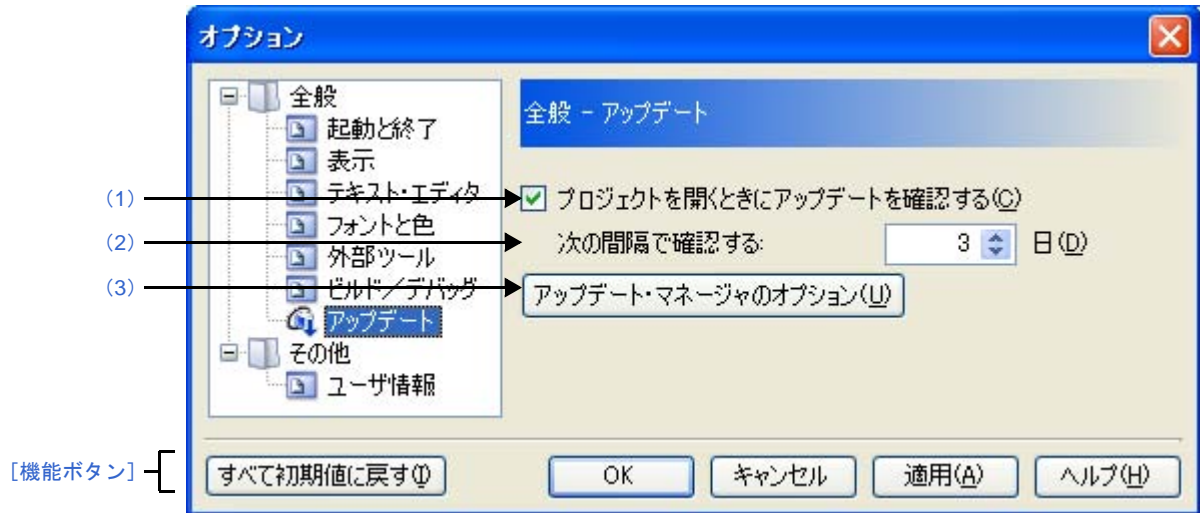 オプション
全般
起動と終了
表示
テキスト・エディタ
フォントと色
外部ツール
ビルド／デバッグ
アップデート
その他
ユーザ情報
全般 - アップデート
(1)
プロジェクトを開くときにアップデートを確認する(C)
(2)
次の間隔で確認する: 3 日(D)
(3)
アップデート・マネージャのオプション(U)
[機能ボタン]
すべて初期値に戻す(I) OK キャンセル 適用(A) ヘルプ(H)